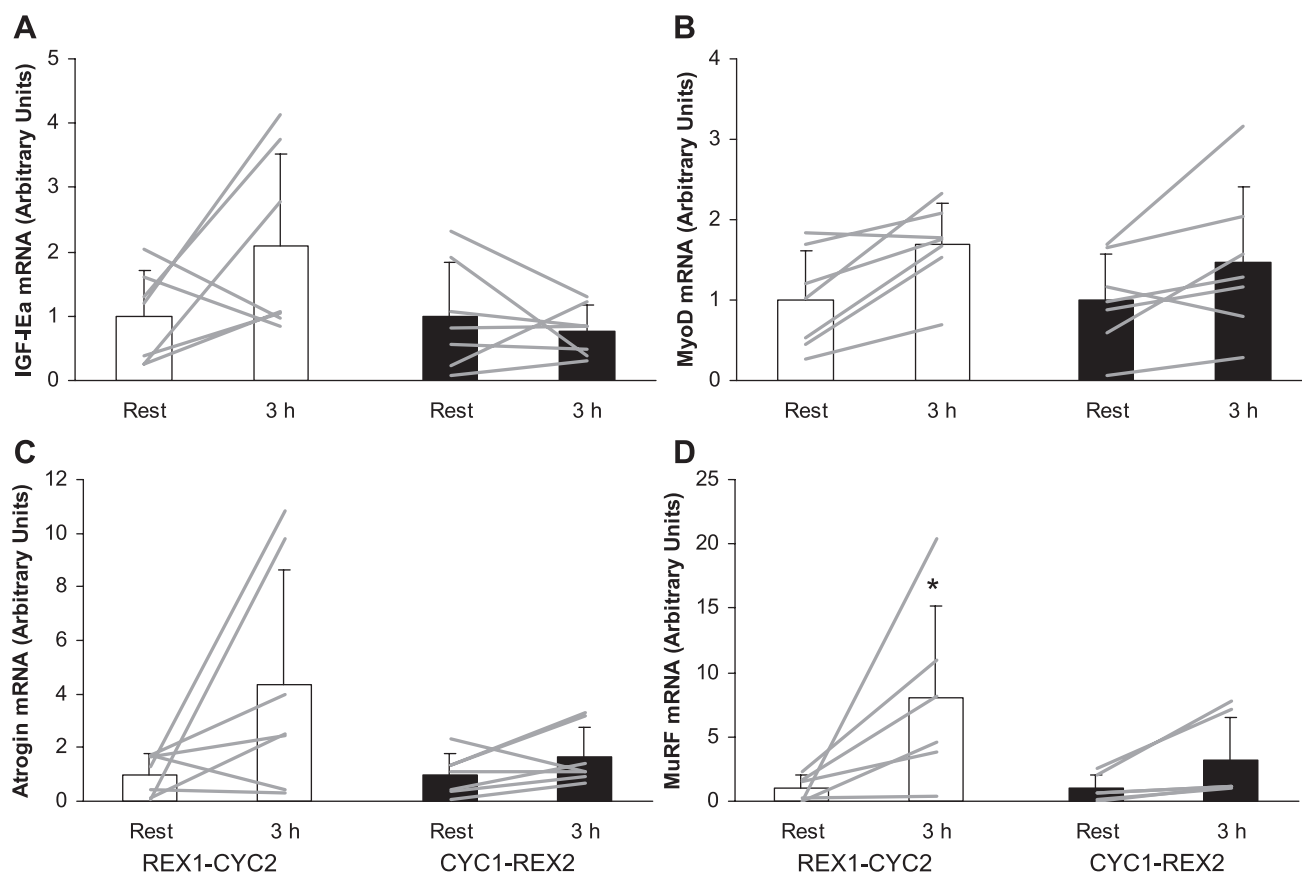 A
IGF-IEa mRNA (Arbitrary Units)
5
4
3
2
1
0
Rest 3 h Rest 3 h
B
MyoD mRNA (Arbitrary Units)
4
3
2
1
0
Rest 3 h Rest 3 h
C
Atrogin mRNA (Arbitrary Units)
12
10
8
6
4
2
0
Rest 3 h Rest 3 h
REX1-CYC2 CYC1-REX2
D
MuRF mRNA (Arbitrary Units)
25
20
15
10
5
0
*
Rest 3 h Rest 3 h
REX1-CYC2 CYC1-REX2